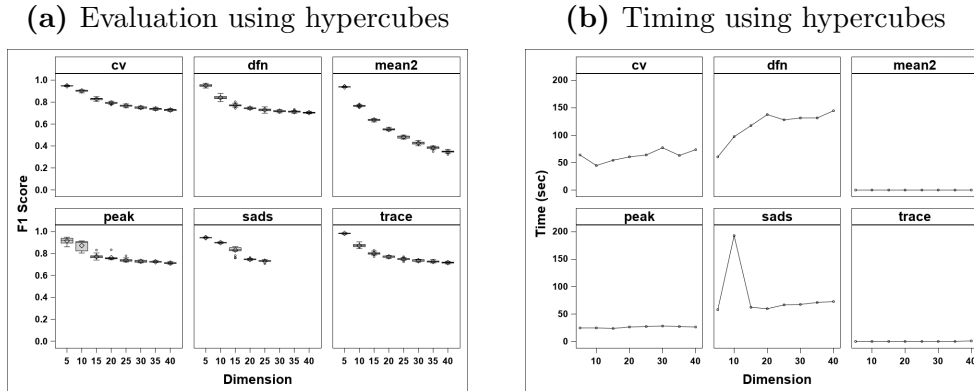 (a) Evaluation using hypercubes
cv dfn mean2
1.0
0.8
0.6
0.4
0.2
0.0
F1 Score
peak sads trace
1.0
0.8
0.6
0.4
0.2
0.0
5 10 15 20 25 30 35 40 5 10 15 20 25 30 35 40 5 10 15 20 25 30 35 40
Dimension
(b) Timing using hypercubes
cv dfn mean2
200
150
100
50
0
Time (sec)
peak sads trace
200
150
100
50
0
10 20 30 40 10 20 30 40 10 20 30 40
Dimension